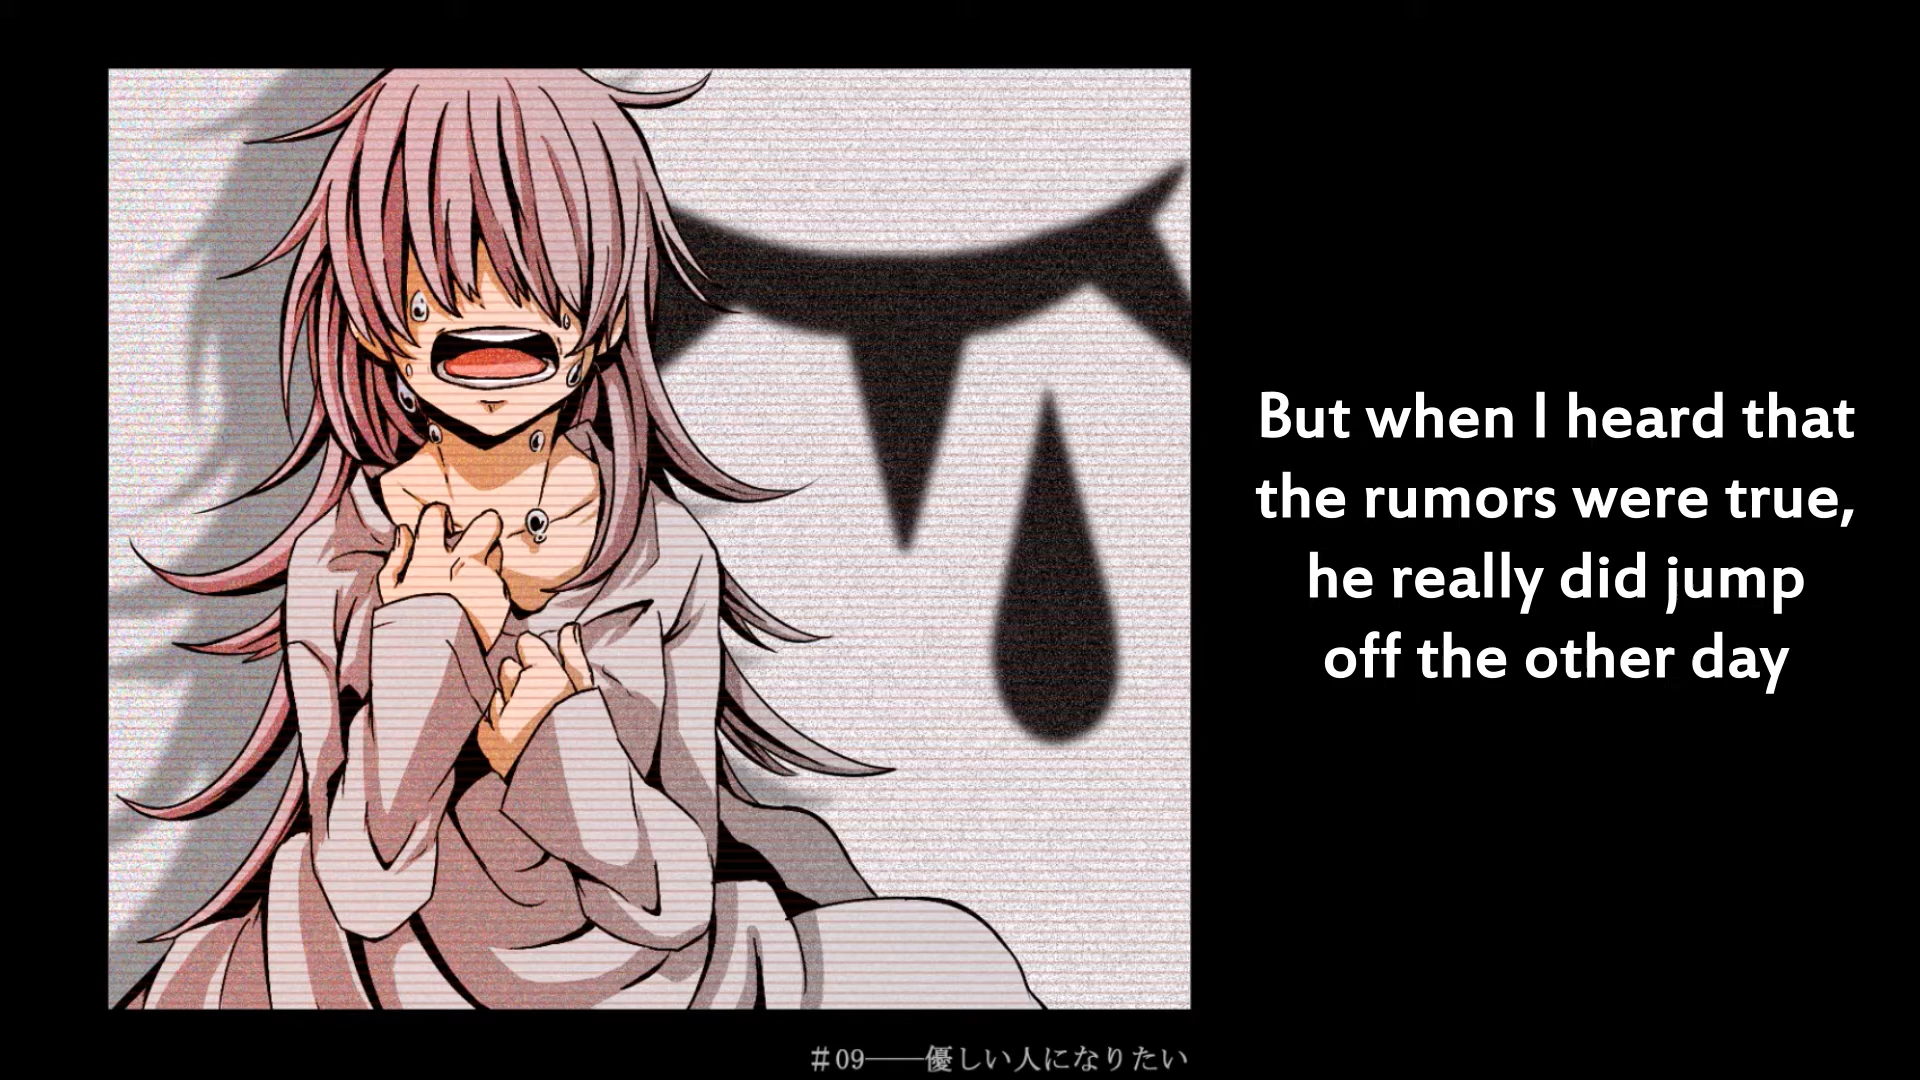 But when I heard that
the rumors were true,
he really did jump
off the other day
#09──優しい人になりたい